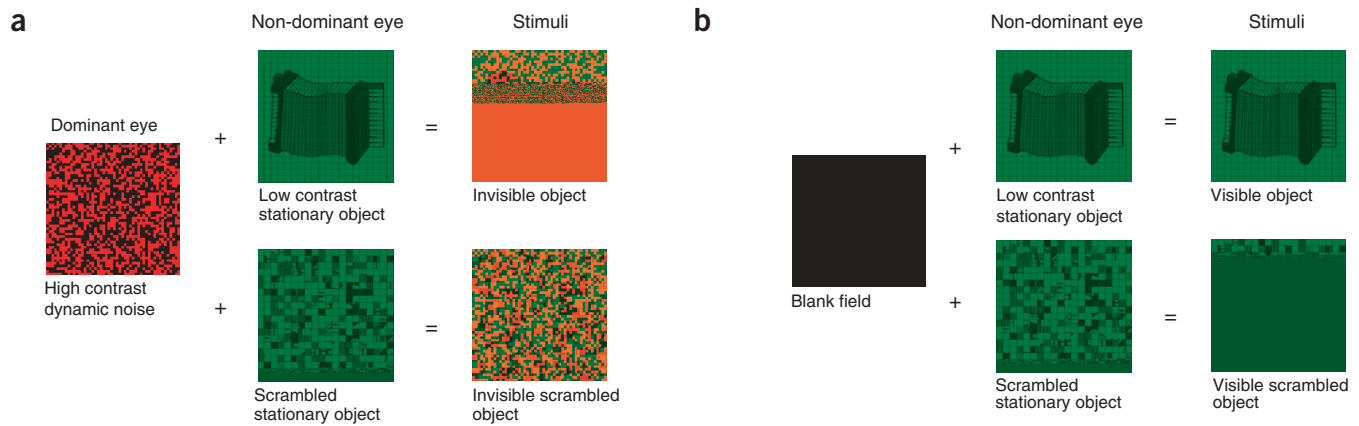 a
Non-dominant eye
Stimuli
Dominant eye
+
=
Low contrast
stationary object
Invisible object
High contrast
dynamic noise
+
=
Scrambled
stationary object
Invisible scrambled
object
b
Non-dominant eye
Stimuli
+
=
Low contrast
stationary object
Visible object
Blank field
+
=
Scrambled
stationary object
Visible scrambled
object